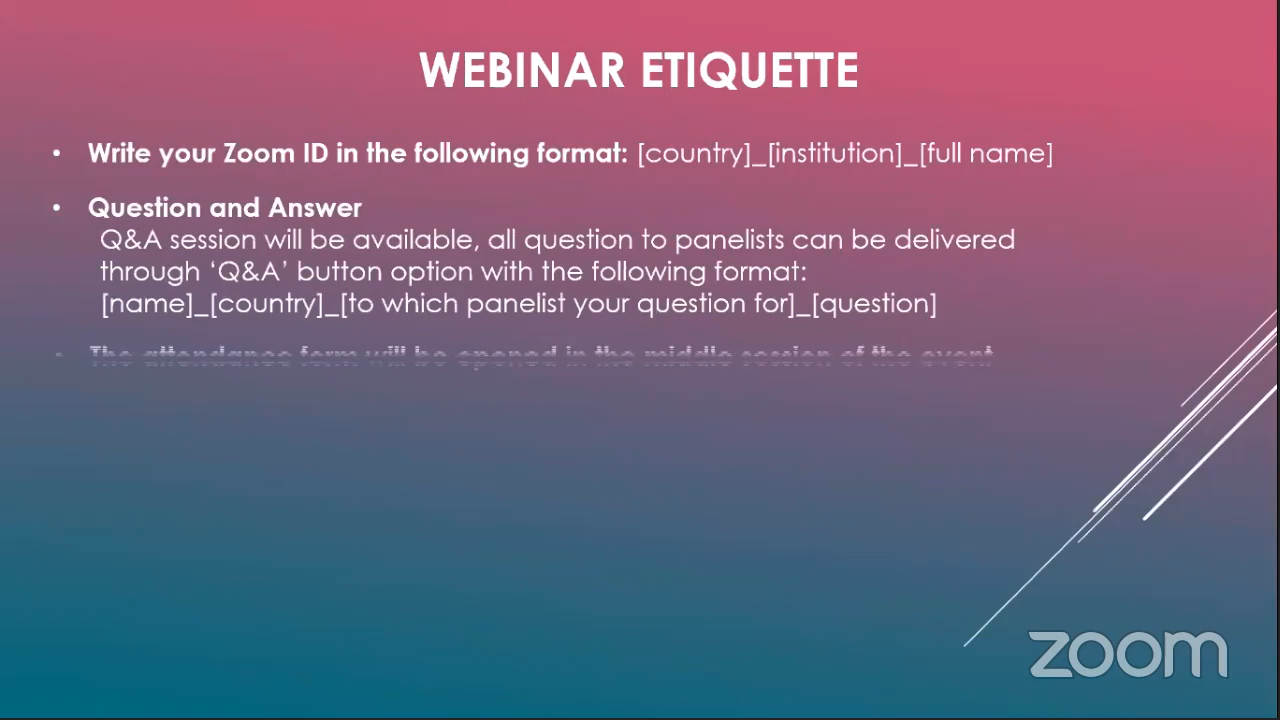 WEBINAR ETIQUETTE
• Write your Zoom ID in the following format: [country]_[institution]_[full name]
• Question and Answer
Q&A session will be available, all question to panelists can be delivered
through ‘Q&A’ button option with the following format:
[name]_[country]_[to which panelist your question for]_[question]
• The attendance form will be opened in the middle session of the event
zoom